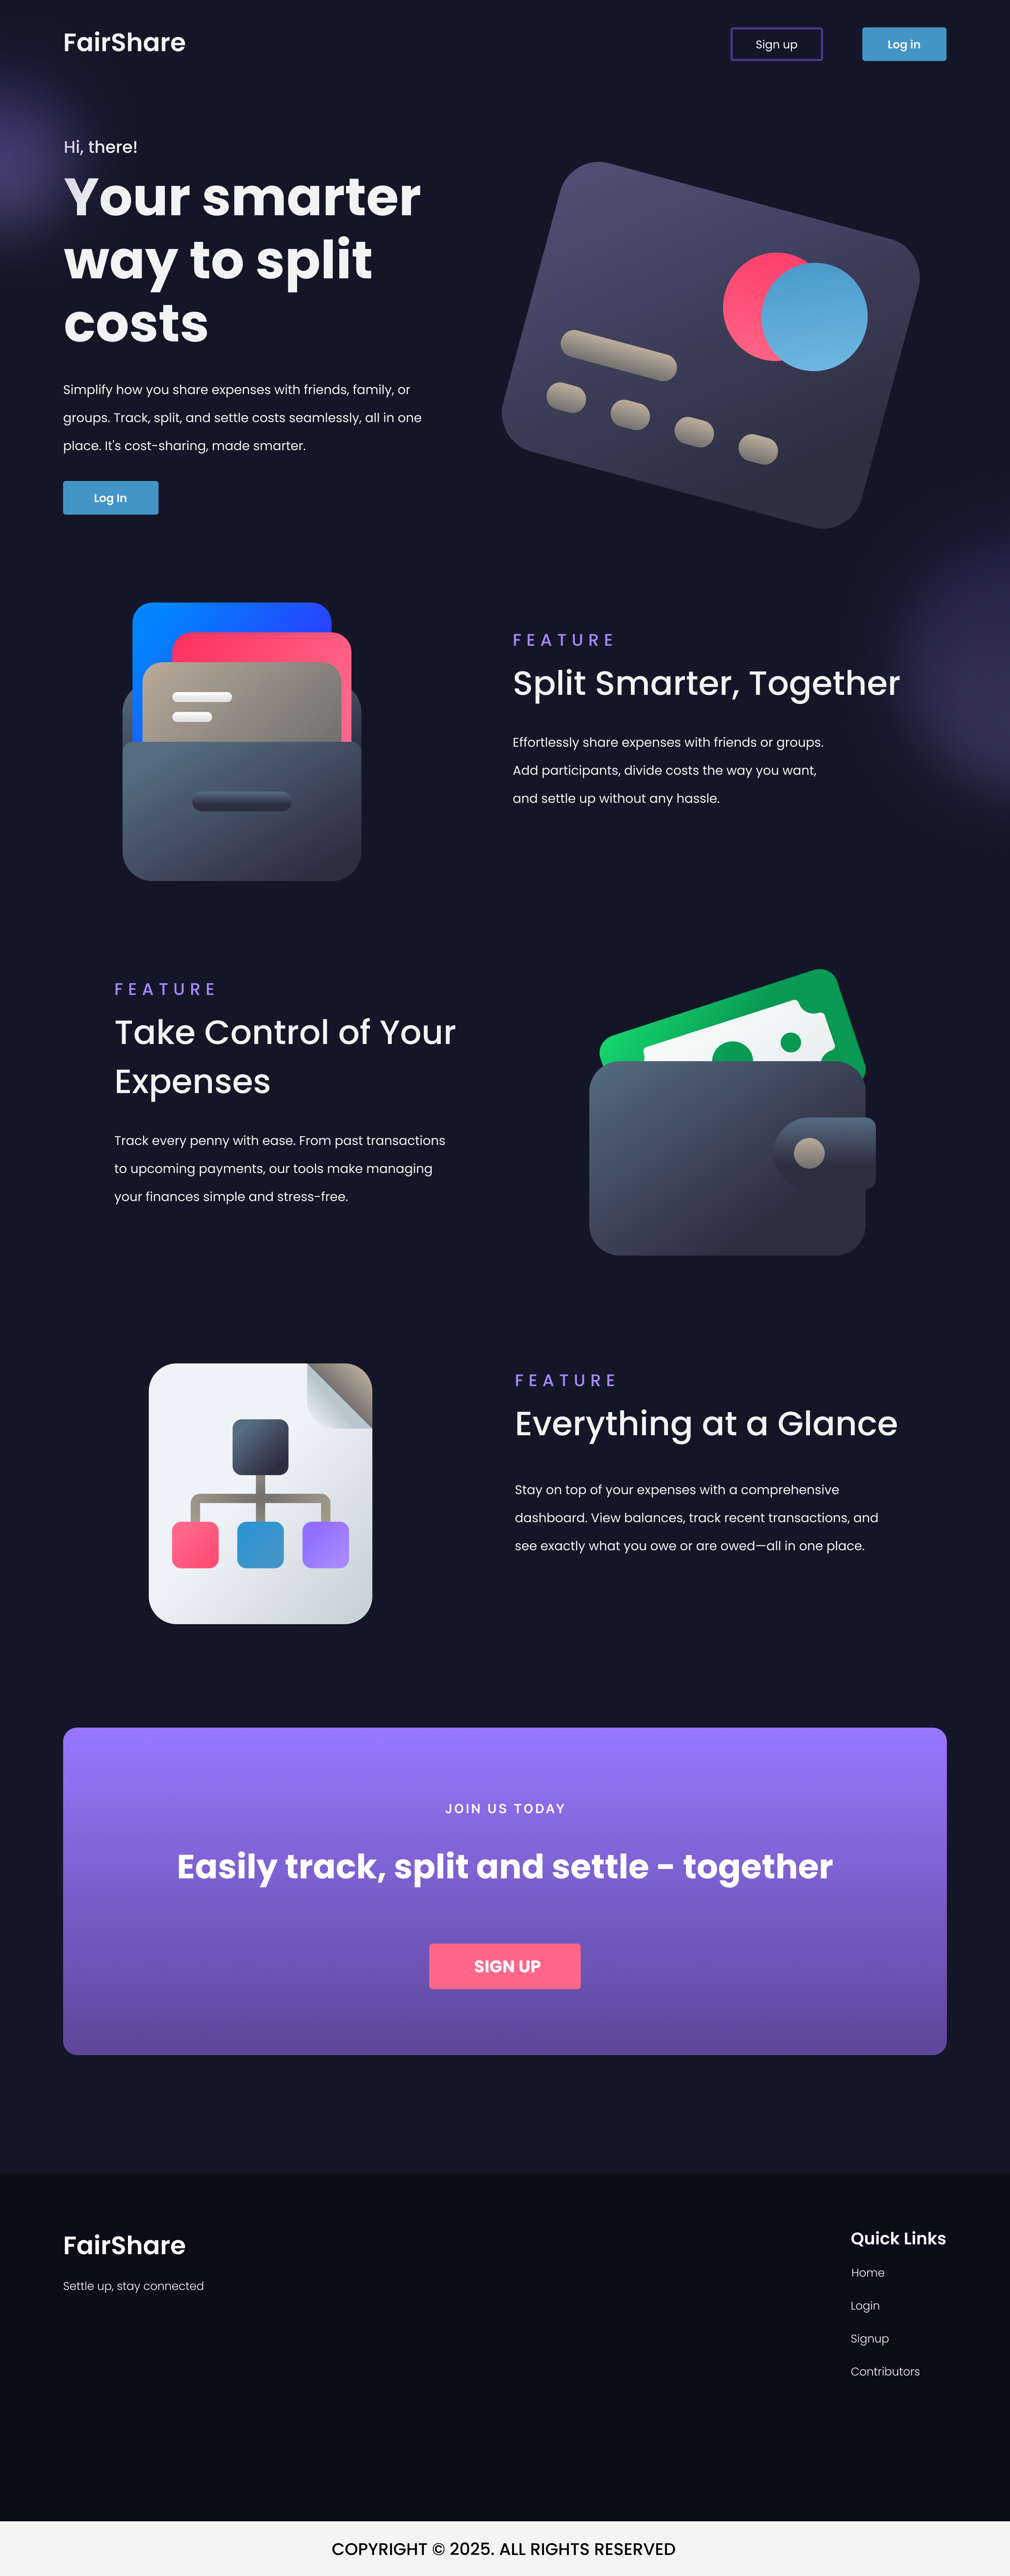 FairShare
Sign up
Log in
Hi, there!
Your smarter
way to split
costs
Simplify how you share expenses with friends, family, or
groups. Track, split, and settle costs seamlessly, all in one
place. It's cost-sharing, made smarter.
Log In
FEATURE
Split Smarter, Together
Effortlessly share expenses with friends or groups.
Add participants, divide costs the way you want,
and settle up without any hassle.
FEATURE
Take Control of Your
Expenses
Track every penny with ease. From past transactions
to upcoming payments, our tools make managing
your finances simple and stress-free.
FEATURE
Everything at a Glance
Stay on top of your expenses with a comprehensive
dashboard. View balances, track recent transactions, and
see exactly what you owe or are owed—all in one place.
JOIN US TODAY
Easily track, split and settle - together
SIGN UP
FairShare
Settle up, stay connected
Quick Links
Home
Login
Signup
Contributors
COPYRIGHT © 2025. ALL RIGHTS RESERVED